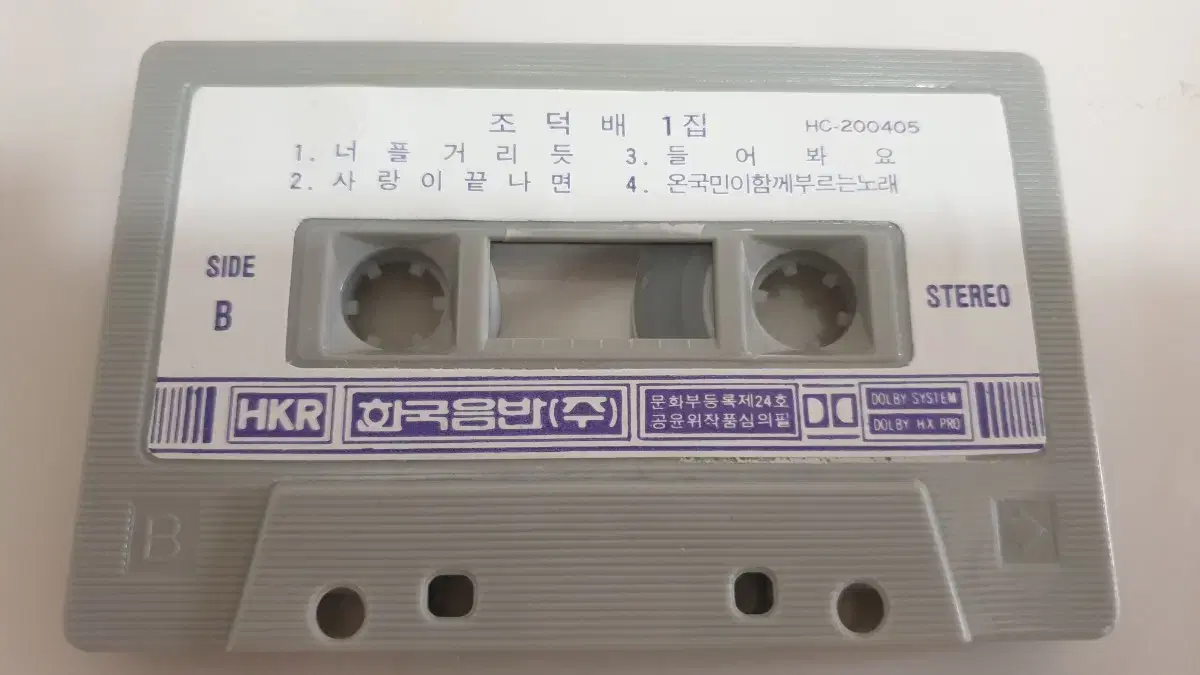 조덕배 1집 HC-200405
1. 너풀거리듯 3. 들어봐요
2. 사랑이끝나면 4. 온국민이함께부르는노래
SIDE
B
STEREO
HKR 한국음반(주)
문화부등록제24호
공윤위작품심의필
DOLBY SYSTEM
DOLBY HX PRO
B